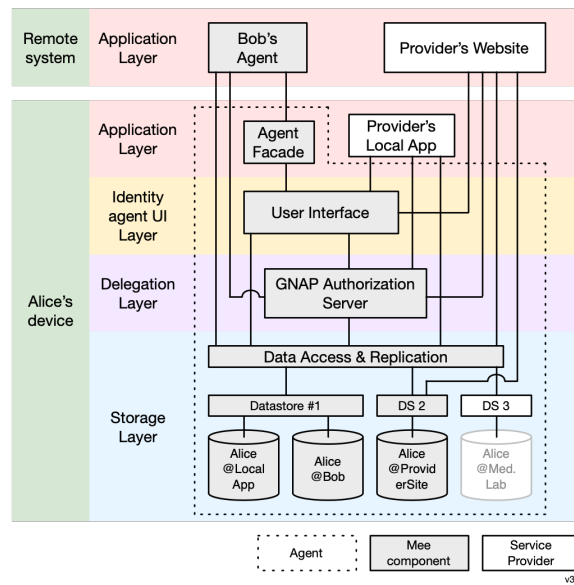 Remote
system
Application
Layer
Bob's
Agent
Provider's Website
Alice's
device
Application
Layer
Agent
Facade
Provider's
Local App
Identity
agent UI
Layer
User Interface
Delegation
Layer
GNAP Authorization
Server
Storage
Layer
Data Access & Replication
Datastore #1
DS 2
DS 3
Alice
@Local
App
Alice
@Bob
Alice
@Provid
erSite
Alice
@Med.
Lab
Agent
Mee
component
Service
Provider
v3